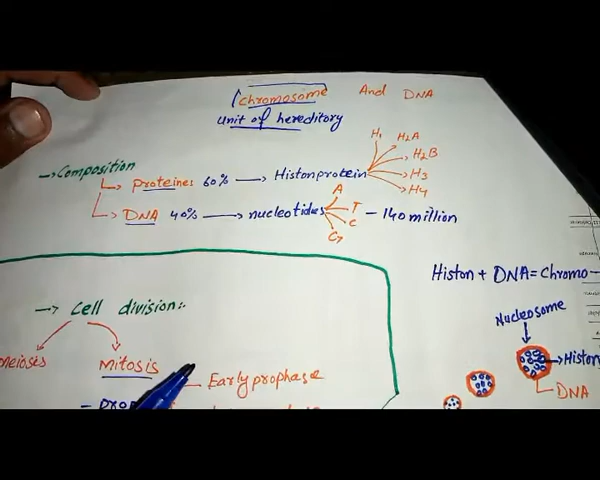 Chromosome And DNA
Unit of hereditory
→ Composition
Proteins 60% → Histonprotein
H1
H2A
H2B
H3
H4
DNA 40% → nucleotides - 140 million
A
T
C
G
→ Cell division:-
meioses
Mitosis
Early prophase
Histon + DNA = Chromo-
Nucleosome
Histon
DNA